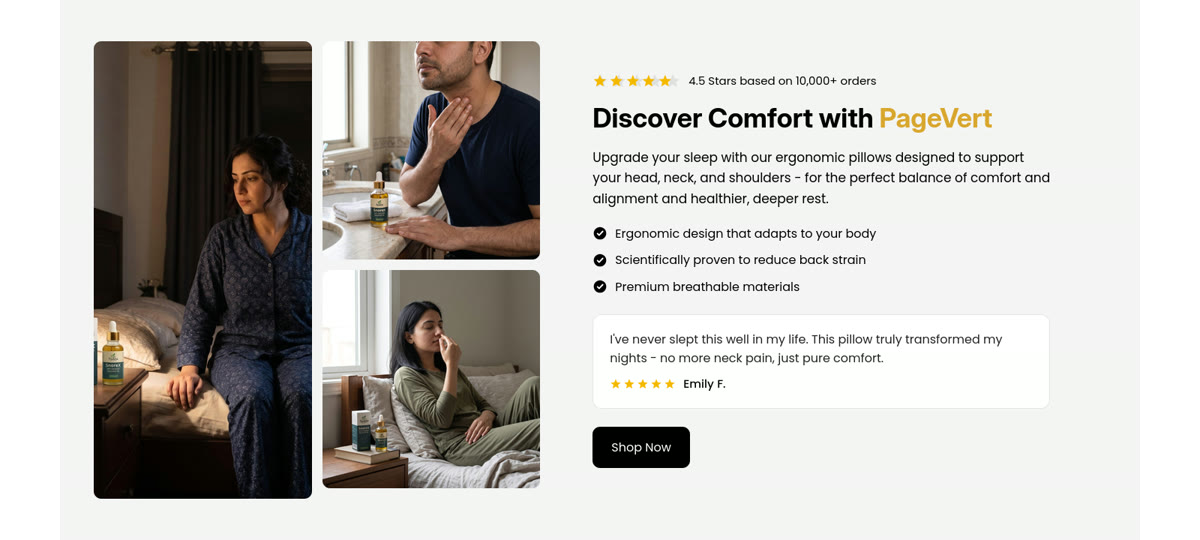 4.5 Stars based on 10,000+ orders
Discover Comfort with PageVert
Upgrade your sleep with our ergonomic pillows designed to support
your head, neck, and shoulders - for the perfect balance of comfort and
alignment and healthier, deeper rest.
Ergonomic design that adapts to your body
Scientifically proven to reduce back strain
Premium breathable materials
I've never slept this well in my life. This pillow truly transformed my
nights - no more neck pain, just pure comfort.
Emily F.
Shop Now